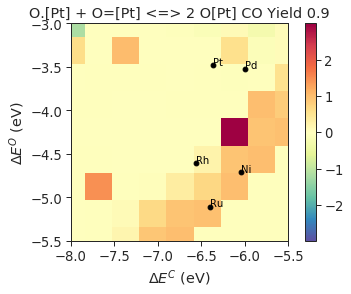 O.[Pt] + O=[Pt] <=> 2 O[Pt] CO Yield 0.9
−3.0
−3.5
−4.0
−4.5
−5.0
−5.5
ΔE^O (eV)
Pt
Pd
Rh
Ni
Ru
−8.0 −7.5 −7.0 −6.5 −6.0 −5.5
ΔE^C (eV)
2
1
0
−1
−2